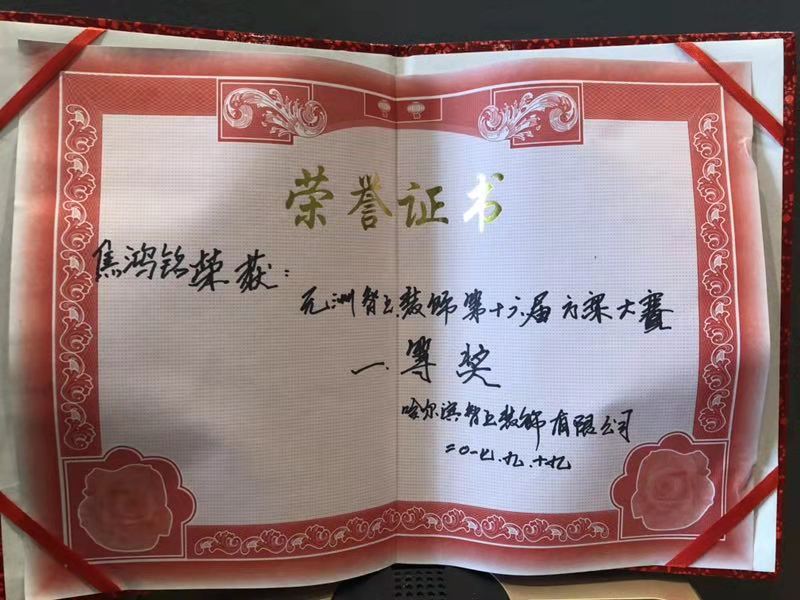 荣誉证书
焦鸿铭荣获：
元洲智上装饰第十六届方案大赛
一等奖
哈尔滨智上装饰有限公司
二0一七.九.十九